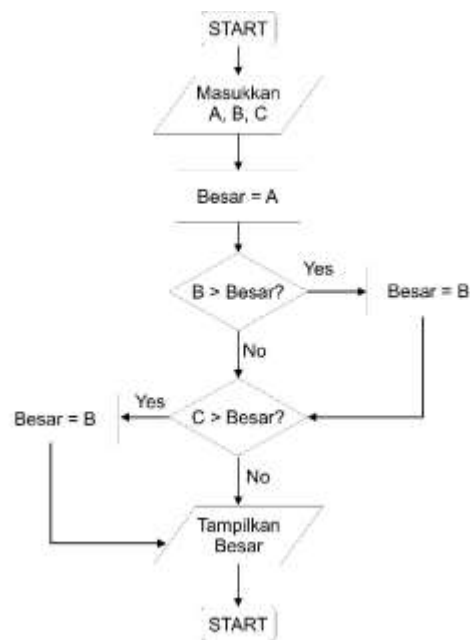 START
Masukkan
A, B, C
Besar = A
B > Besar?
Yes
Besar = B
No
C > Besar?
Yes
Besar = B
No
Tampilkan
Besar
START